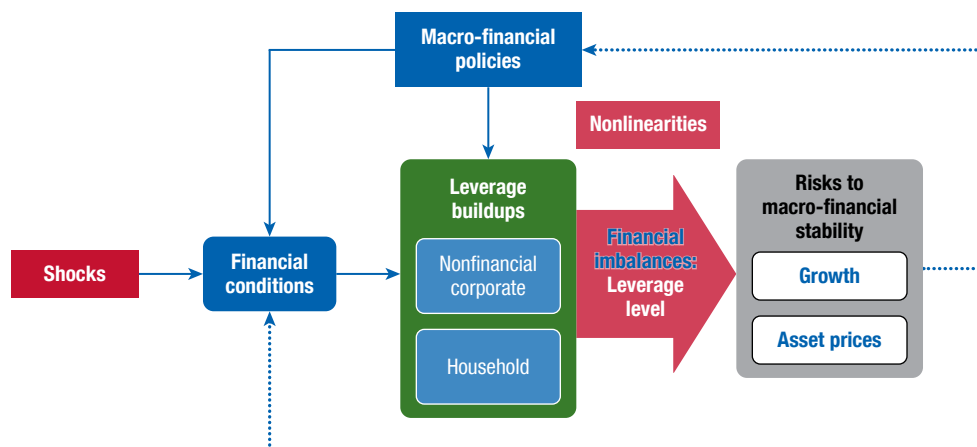 Macro-financial
policies
Nonlinearities
Leverage
buildups
Risks to
macro-financial
stability
Shocks
Financial
conditions
Nonfinancial
corporate
Household
Financial
imbalances:
Leverage
level
Growth
Asset prices